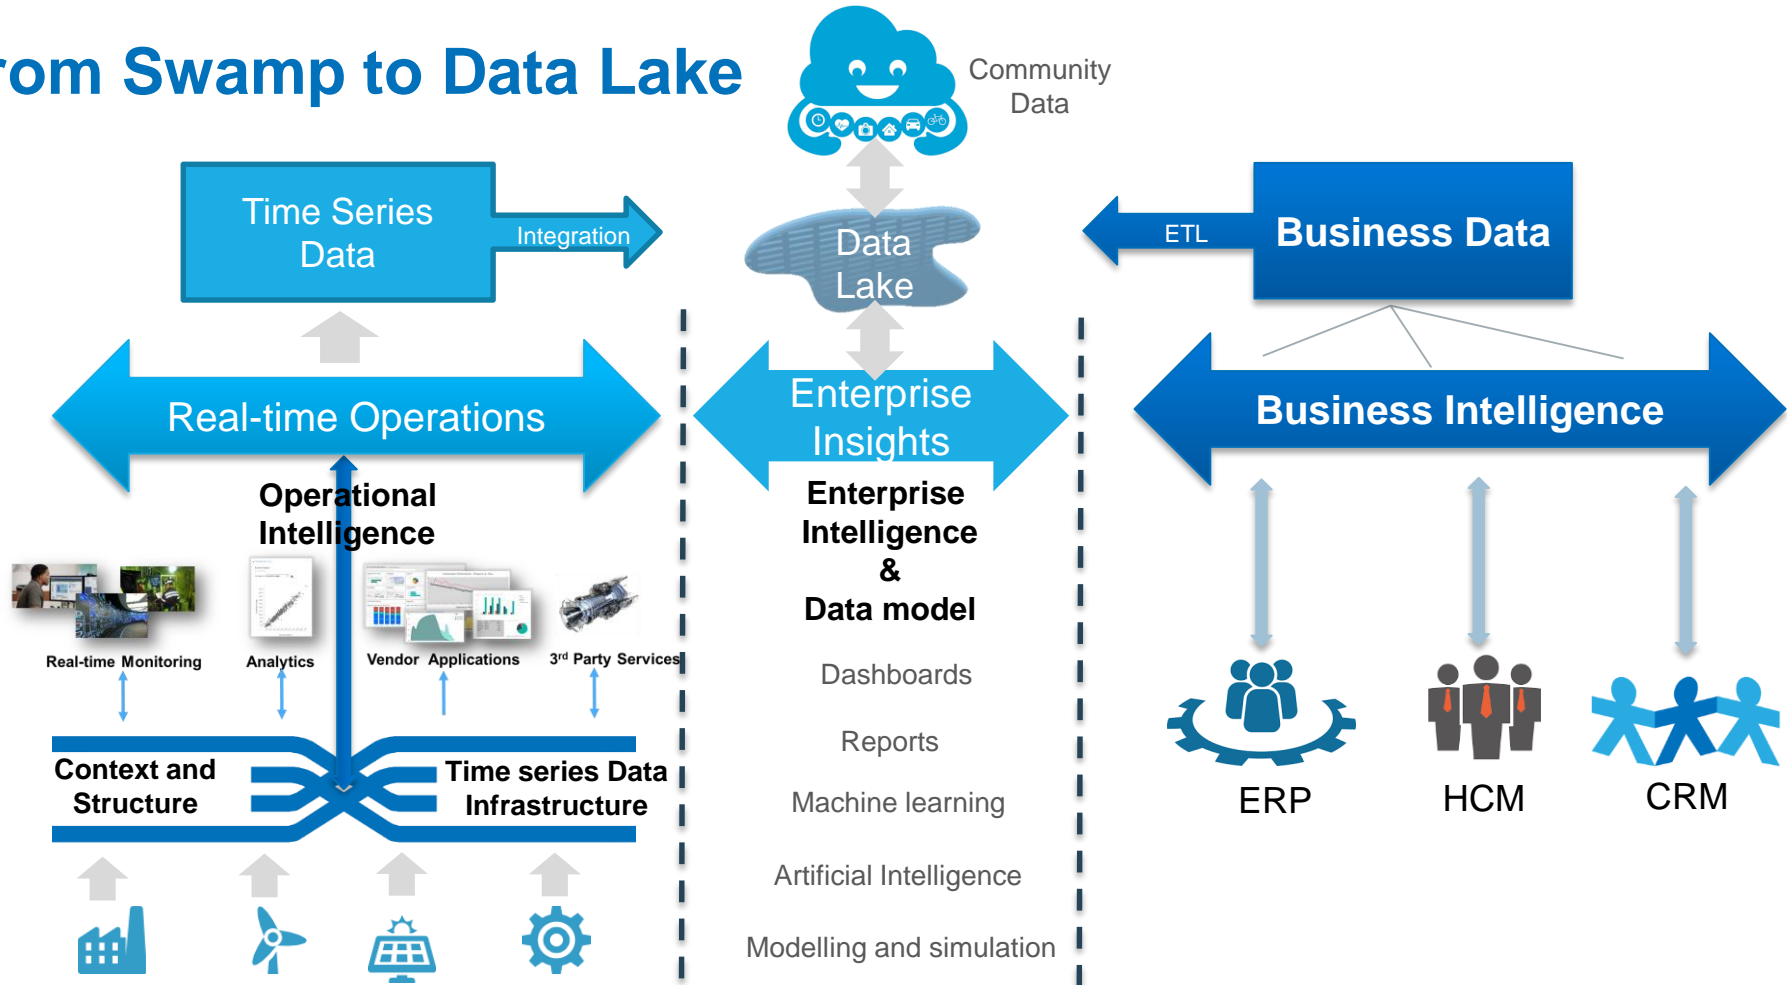 rom Swamp to Data Lake
Community
Data
Time Series
Data
Integration
Data
Lake
ETL
Business Data
Real-time Operations
Enterprise
Insights
Business Intelligence
Operational
Intelligence
Real-time Monitoring
Analytics
Vendor Applications
3rd Party Services
Context and
Structure
Time series Data
Infrastructure
Enterprise
Intelligence
&
Data model
Dashboards
Reports
Machine learning
Artificial Intelligence
Modelling and simulation
ERP
HCM
CRM